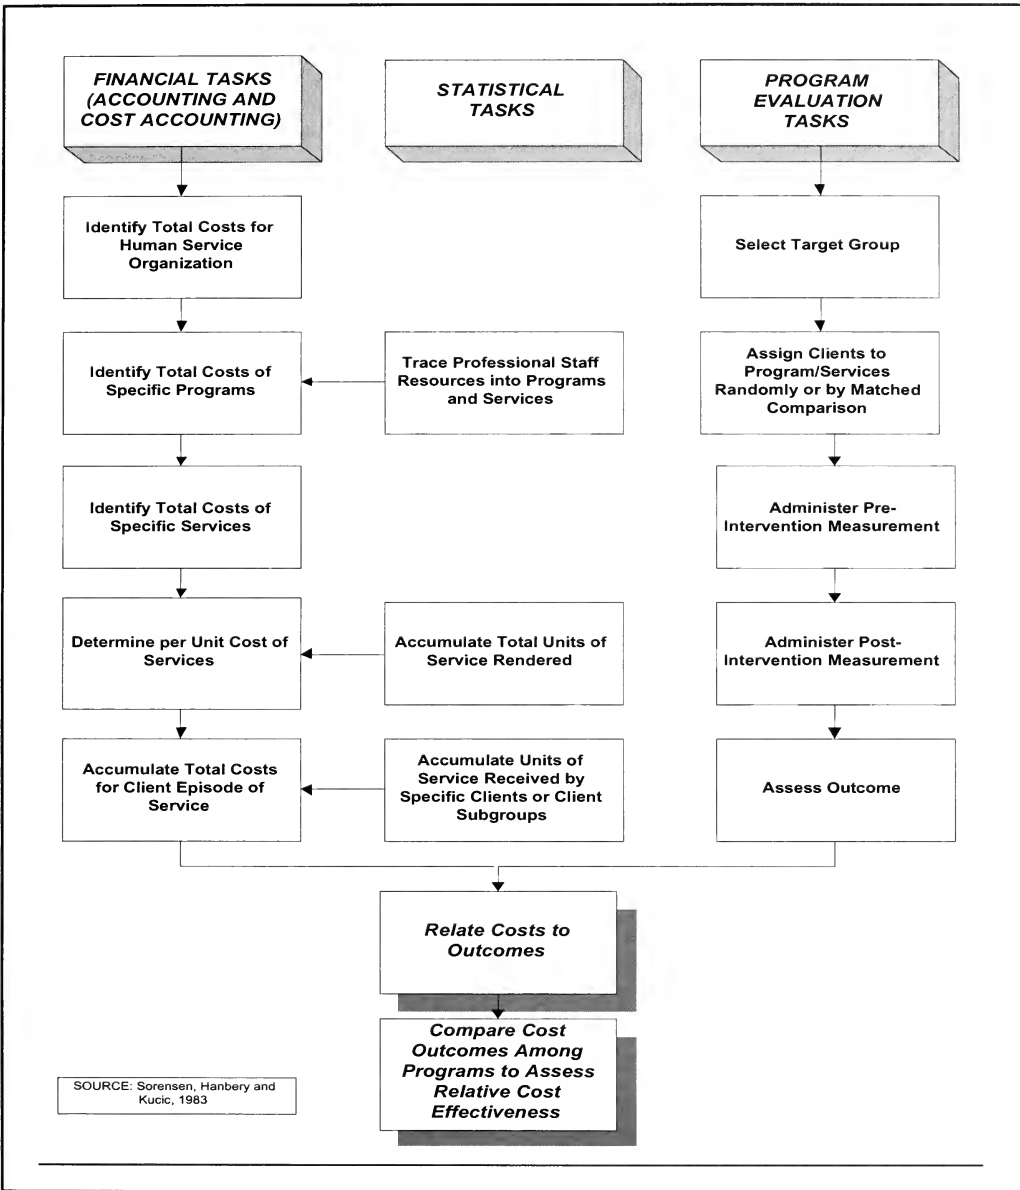 FINANCIAL TASKS
(ACCOUNTING AND
COST ACCOUNTING)
STATISTICAL
TASKS
PROGRAM
EVALUATION
TASKS
Identify Total Costs for
Human Service
Organization
Select Target Group
Identify Total Costs of
Specific Programs
Trace Professional Staff
Resources into Programs
and Services
Assign Clients to
Program/Services
Randomly or by Matched
Comparison
Identify Total Costs of
Specific Services
Administer Pre-
Intervention Measurement
Determine per Unit Cost of
Services
Accumulate Total Units of
Service Rendered
Administer Post-
Intervention Measurement
Accumulate Total Costs
for Client Episode of
Service
Accumulate Units of
Service Received by
Specific Clients or Client
Subgroups
Assess Outcome
Relate Costs to
Outcomes
Compare Cost
Outcomes Among
Programs to Assess
Relative Cost
Effectiveness
SOURCE: Sorensen, Hanbery and
Kucic, 1983